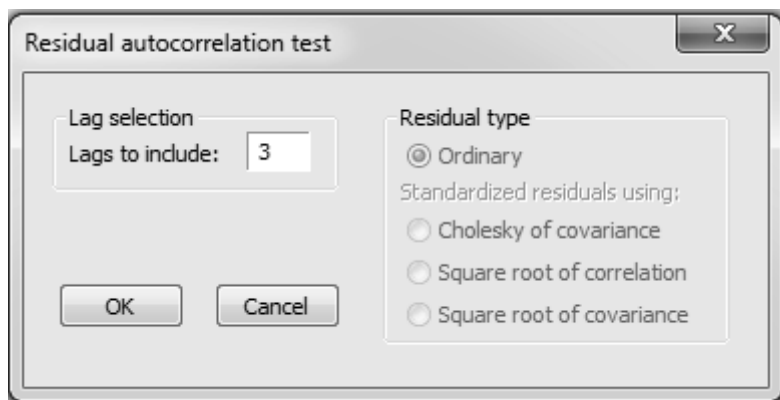 Residual autocorrelation test
Lag selection
Lags to include: 3
OK
Cancel
Residual type
Ordinary
Standardized residuals using:
Cholesky of covariance
Square root of correlation
Square root of covariance